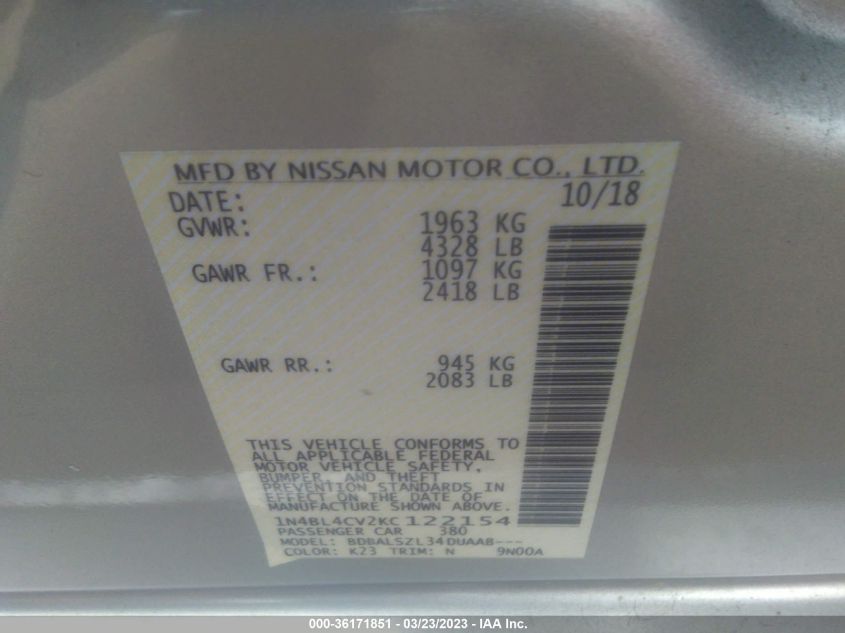 MFD BY NISSAN MOTOR CO., LTD.
DATE: 10/18
GVWR: 1963 KG
4328 LB
GAWR FR.: 1097 KG
2418 LB
GAWR RR.: 945 KG
2083 LB
THIS VEHICLE CONFORMS TO
ALL APPLICABLE FEDERAL
MOTOR VEHICLE SAFETY,
BUMPER, AND THEFT
PREVENTION STANDARDS IN
EFFECT ON THE DATE OF
MANUFACTURE SHOWN ABOVE.
1N4BL4CV2KC122154
PASSENGER CAR 380
MODEL: BDBALSZL34DUAAB---
COLOR: K23 TRIM: N 9N00A
000-36171851 — 03/23/2023 — IAA Inc.